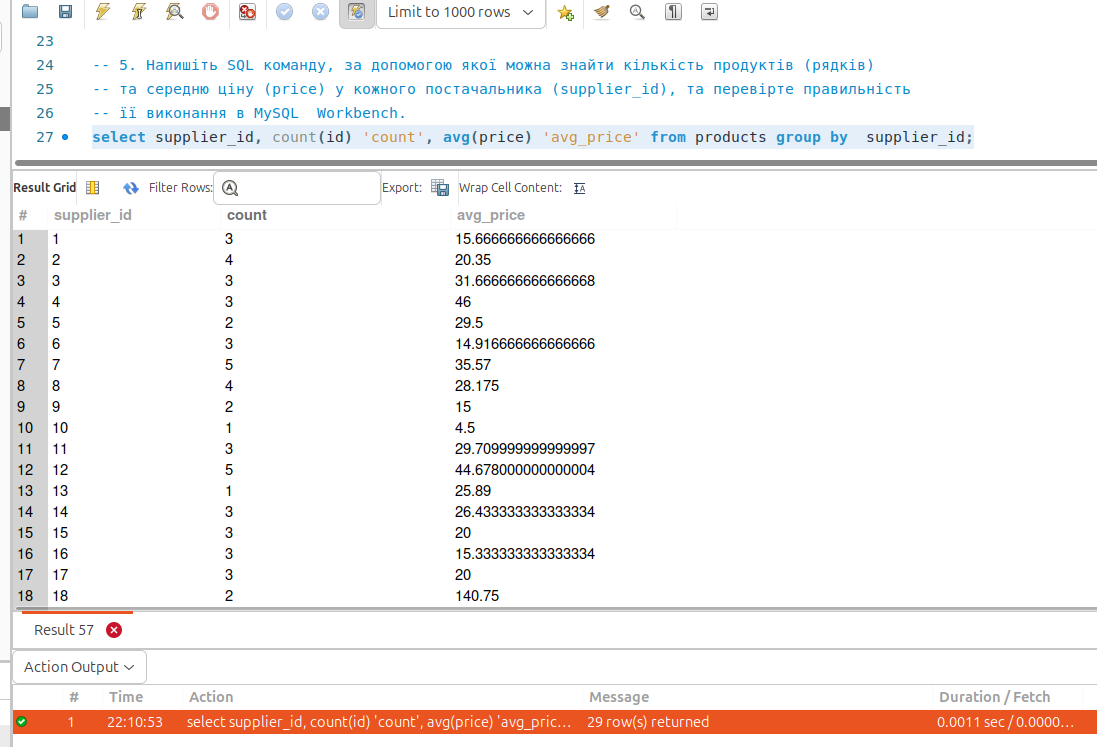 Limit to 1000 rows
23
24 -- 5. Напишіть SQL команду, за допомогою якої можна знайти кількість продуктів (рядків)
25 -- та середню ціну (price) у кожного постачальника (supplier_id), та перевірте правильність
26 -- її виконання в MySQL  Workbench.
27 select supplier_id, count(id) 'count', avg(price) 'avg_price' from products group by  supplier_id;
Result Grid Filter Rows: Export: Wrap Cell Content:
# supplier_id count avg_price
1 1 3 15.666666666666666
2 2 4 20.35
3 3 3 31.666666666666668
4 4 3 46
5 5 2 29.5
6 6 3 14.916666666666666
7 7 5 35.57
8 8 4 28.175
9 9 2 15
10 10 1 4.5
11 11 3 29.709999999999997
12 12 5 44.678000000000004
13 13 1 25.89
14 14 3 26.433333333333334
15 15 3 20
16 16 3 15.333333333333334
17 17 3 20
18 18 2 140.75
Result 57
Action Output
# Time Action Message Duration / Fetch
1 22:10:53 select supplier_id, count(id) 'count', avg(price) 'avg_pric... 29 row(s) returned 0.0011 sec / 0.0000...